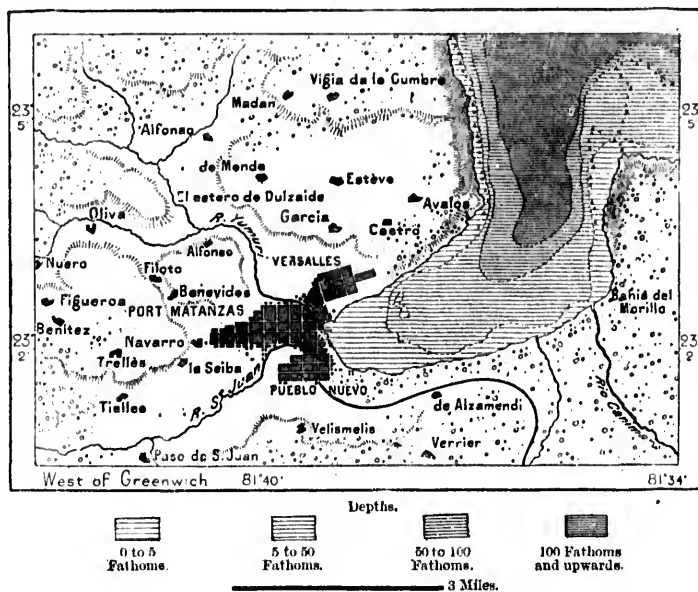 Vigia de la Cumbre
Madan
23°
5'
23°
5'
Alfonso
de Mende
Estève
El estero de Dulzaide
Avalos
Garcia
Castro
Oliva
R. Yumuri
Alfonso
VERSALLES
Nuero
Filoto
Benevides
Figueroa
PORT MATANZAS
Bahia del
Morillo
Benitez
Navarro
23°
2'
23°
2'
Trellès
la Seiba
R. St Juan
PUEBLO NUEVO
Tielles
de Alzamendi
Rio
Velismelis
Verrier
Paso de S. Juan
West of Greenwich
81°40'
81°34'
Depths.
0 to 5
Fathoms.
5 to 50
Fathoms.
50 to 100
Fathoms.
100 Fathoms
and upwards.
3 Miles.